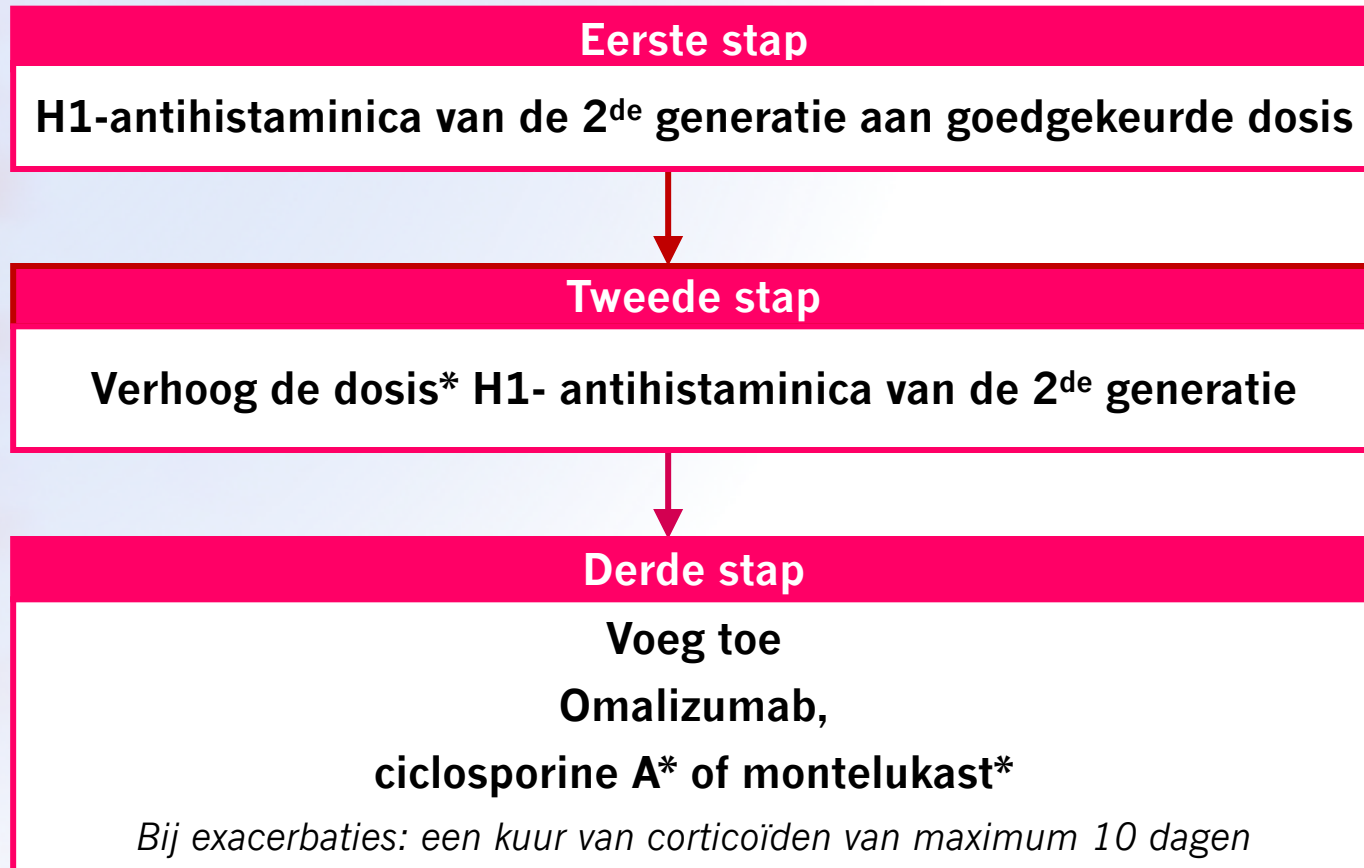 Eerste stap
H1-antihistaminica van de 2de generatie aan goedgekeurde dosis
Tweede stap
Verhoog de dosis* H1- antihistaminica van de 2de generatie
Derde stap
Voeg toe
Omalizumab,
ciclosporine A* of montelukast*
Bij exacerbaties: een kuur van corticoïden van maximum 10 dagen